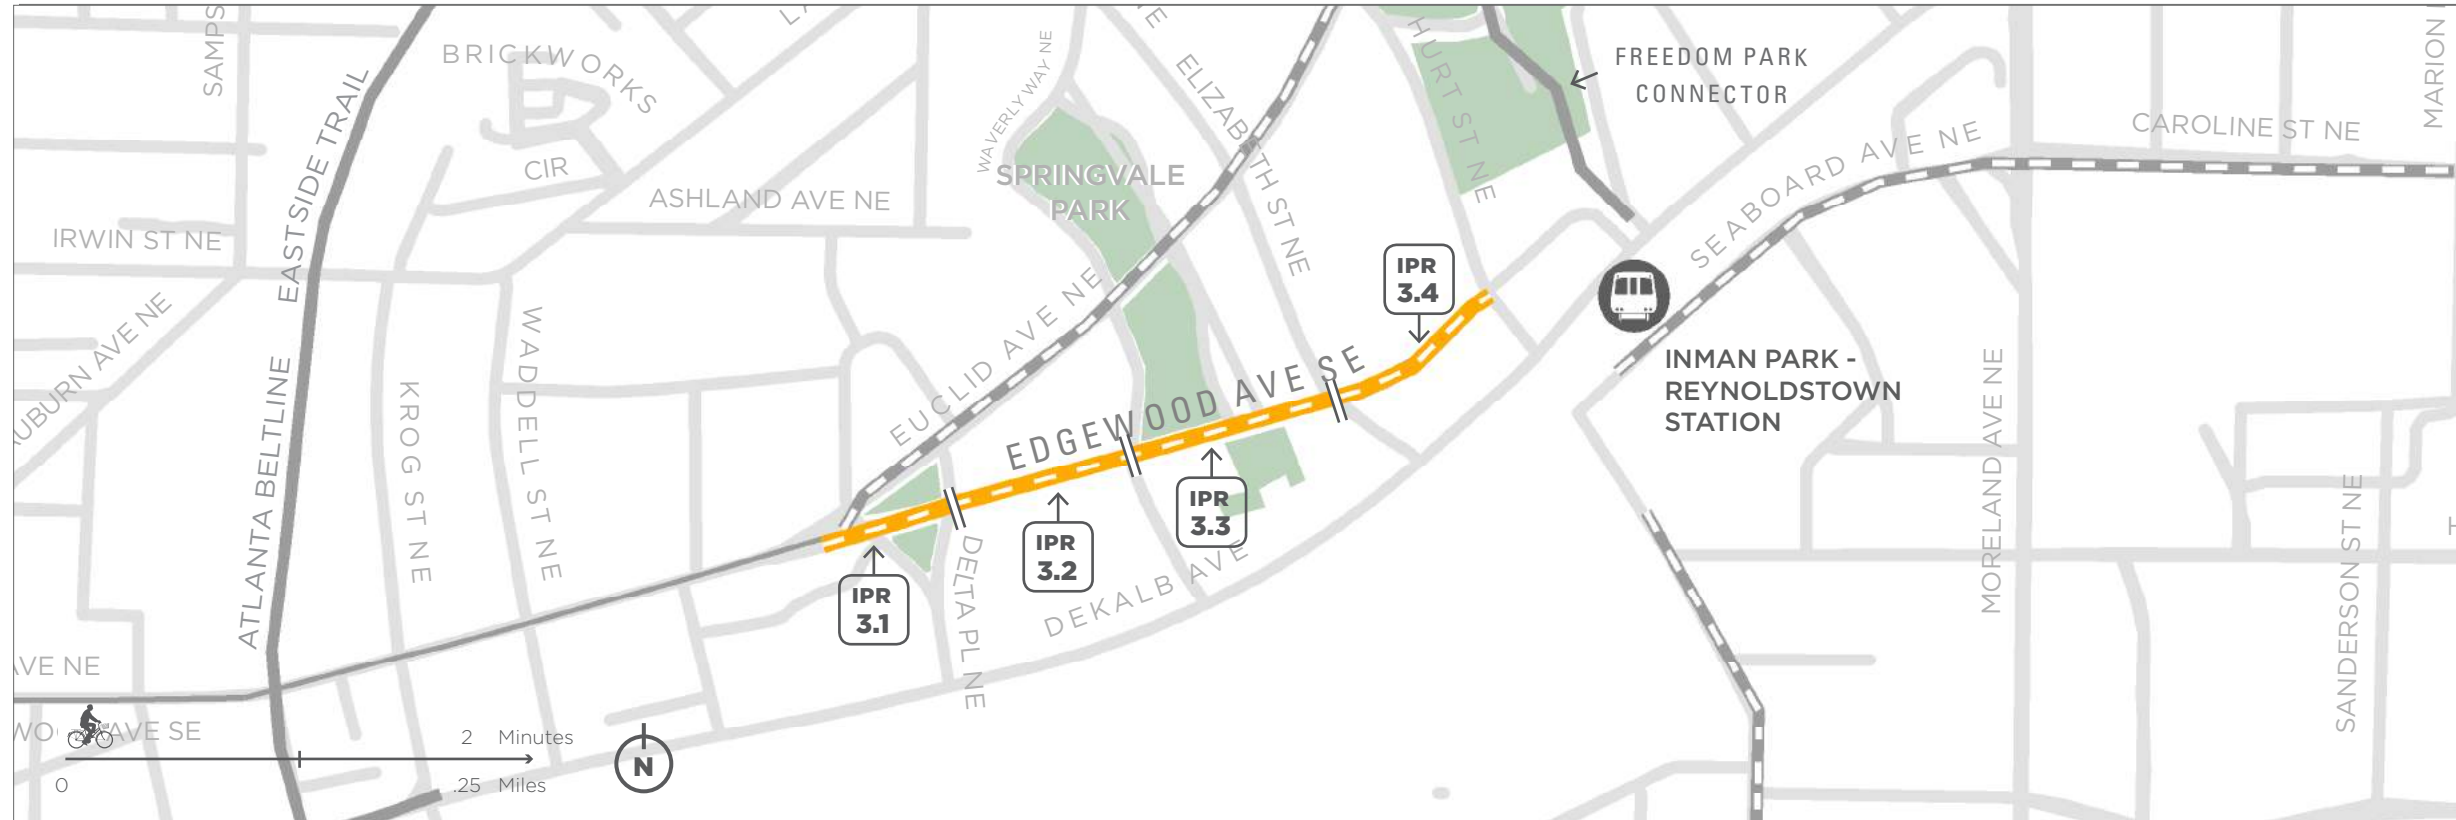 SAMPS
BRICKWORKS
CIR
ASHLAND AVE NE
IRWIN ST NE
EASTSIDE TRAIL
ATLANTA BELTLINE
AUBURN AVE NE
KROG ST NE
WADDELL ST NE
WAVERLY WAY NE
SPRINGVALE
PARK
ELIZABETH ST NE
HURT ST NE
FREEDOM PARK
CONNECTOR
SEABOARD AVE NE
CAROLINE ST NE
MARION
EUCLID AVE NE
EDGEWOOD AVE SE
IPR
3.4
IPR
3.3
IPR
3.2
IPR
3.1
DELTA PL NE
DEKALB AVE
INMAN PARK -
REYNOLDSTOWN
STATION
MORELAND AVE NE
SANDERSON ST NE
AVE NE
WO AVE SE
2 Minutes
0
.25 Miles
N